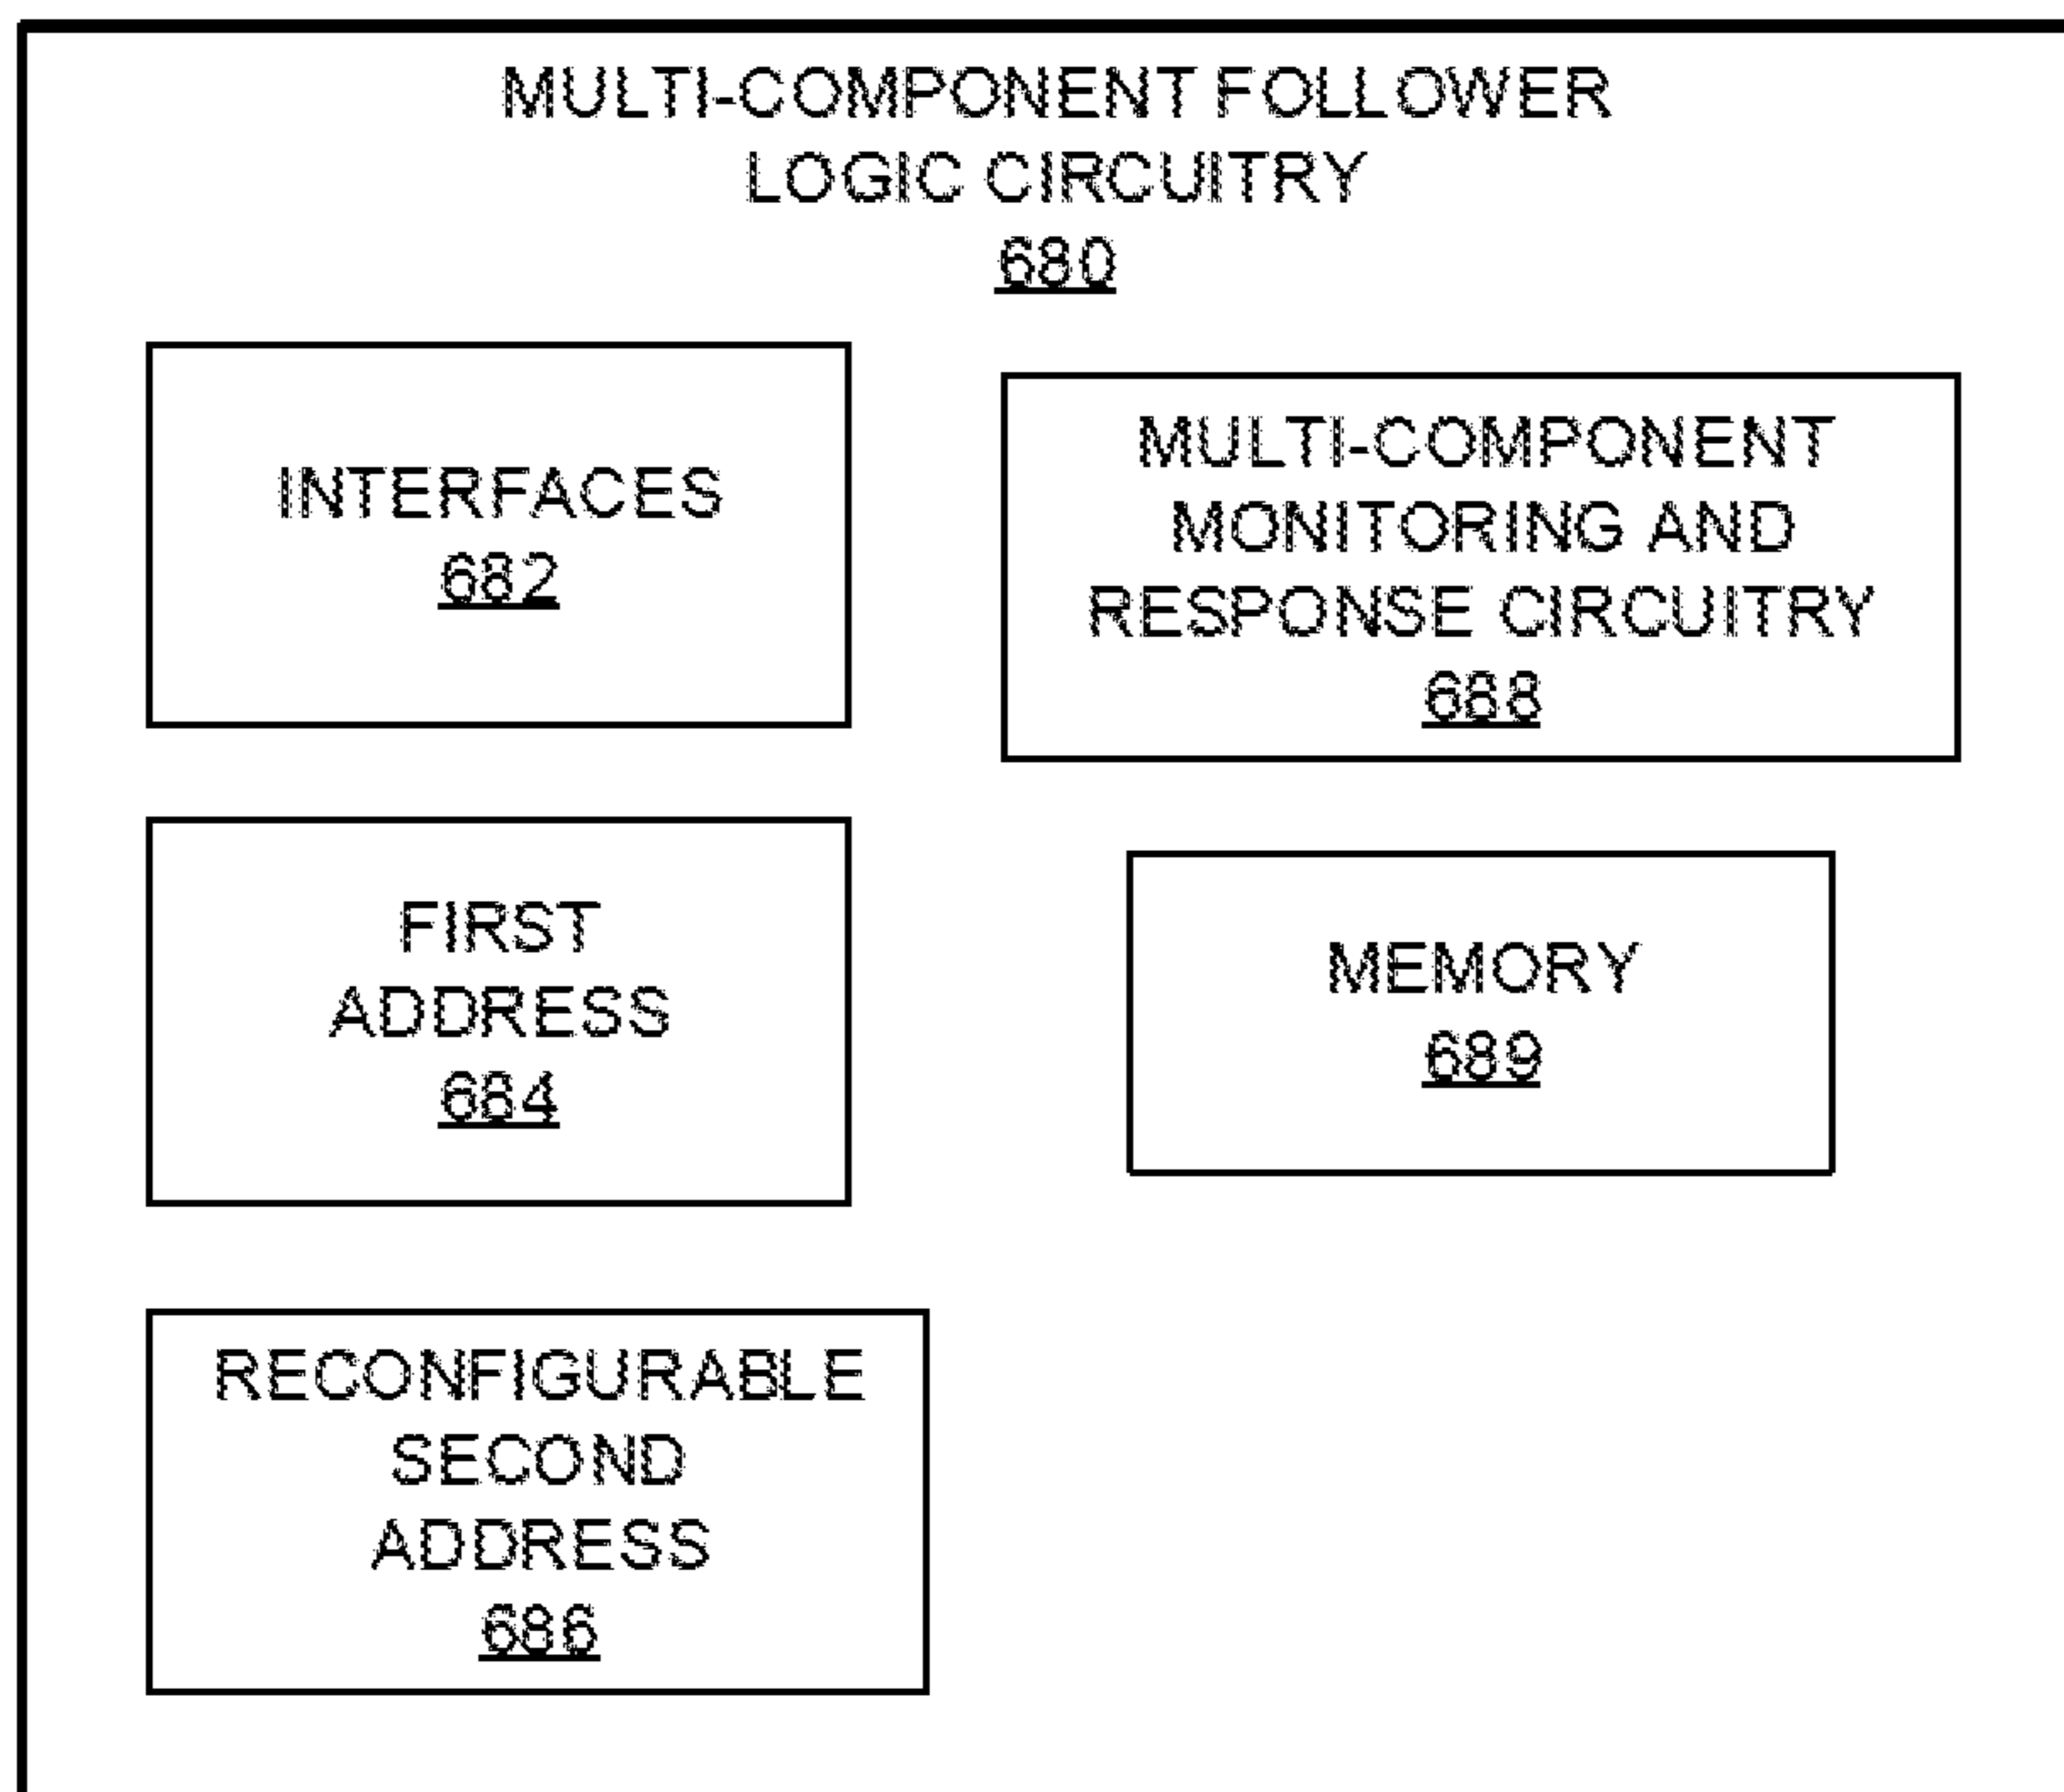 MULTI-COMPONENT FOLLOWER
LOGIC CIRCUITRY
680
INTERFACES
682
MULTI-COMPONENT
MONITORING AND
RESPONSE CIRCUITRY
688
FIRST
ADDRESS
684
MEMORY
689
RECONFIGURABLE
SECOND
ADDRESS
686